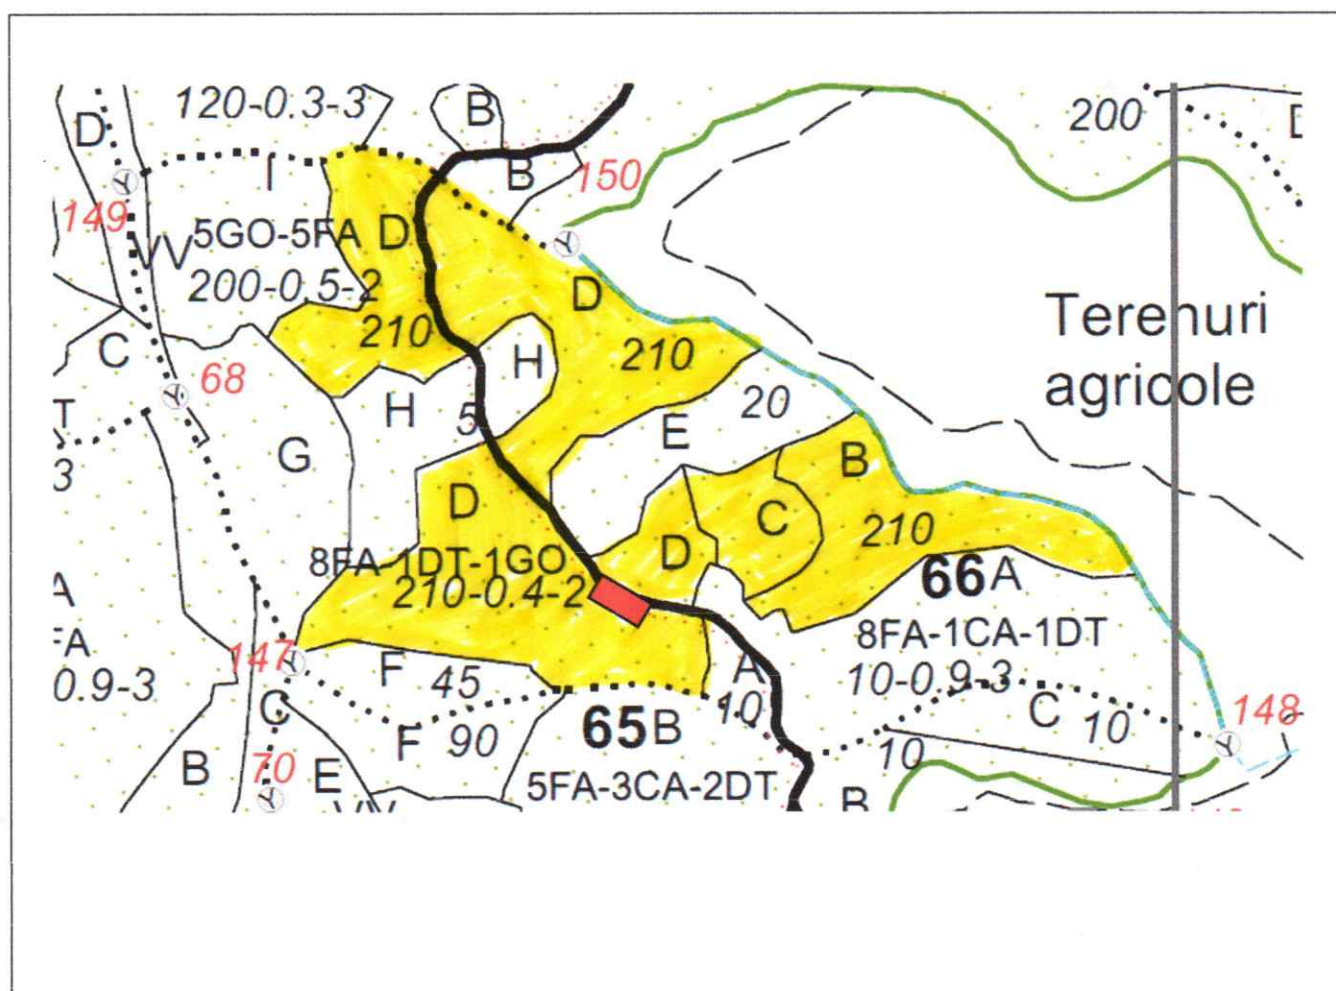 120-0.3-3
B
200
D
I
B
150
149
VV
5GO-5FA
D
200-0.5-2
D
Terenuri
agricole
210
210
C
68
H
H
5
20
E
T
3
G
B
D
C
210
8FA-1DT-1GO
D
210-0.4-2
66A
A
FA
8FA-1CA-1DT
0.9-3
147
F
45
A
10-0.9-3
C
10
65B
C
10
148
F
90
10
B
70
E
5FA-3CA-2DT
VV
B